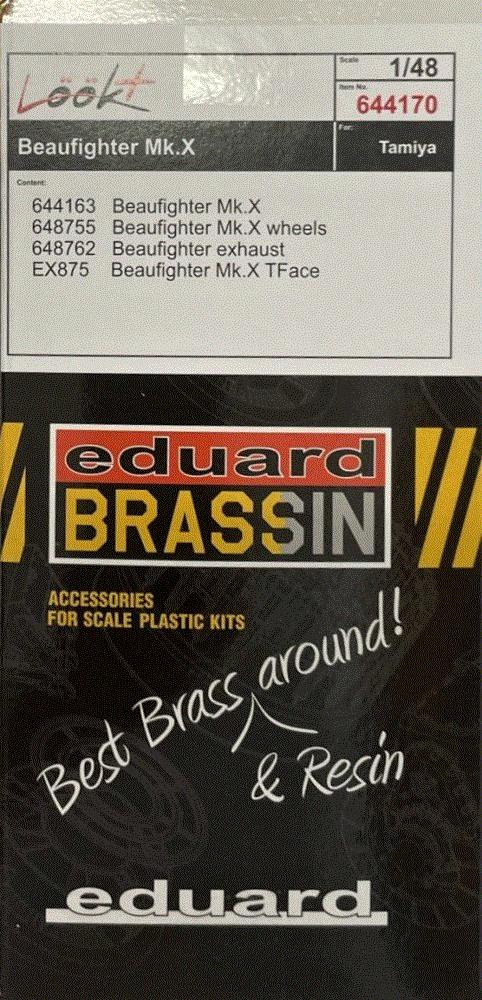 Löök+
Scale
1/48
Item No.
644170
Beaufighter Mk.X
For:
Tamiya
Content:
644163 Beaufighter Mk.X
648755 Beaufighter Mk.X wheels
648762 Beaufighter exhaust
EX875 Beaufighter Mk.X TFace
eduard
BRASSIN
ACCESSORIES
FOR SCALE PLASTIC KITS
Best Brass around!
& Resin
eduard